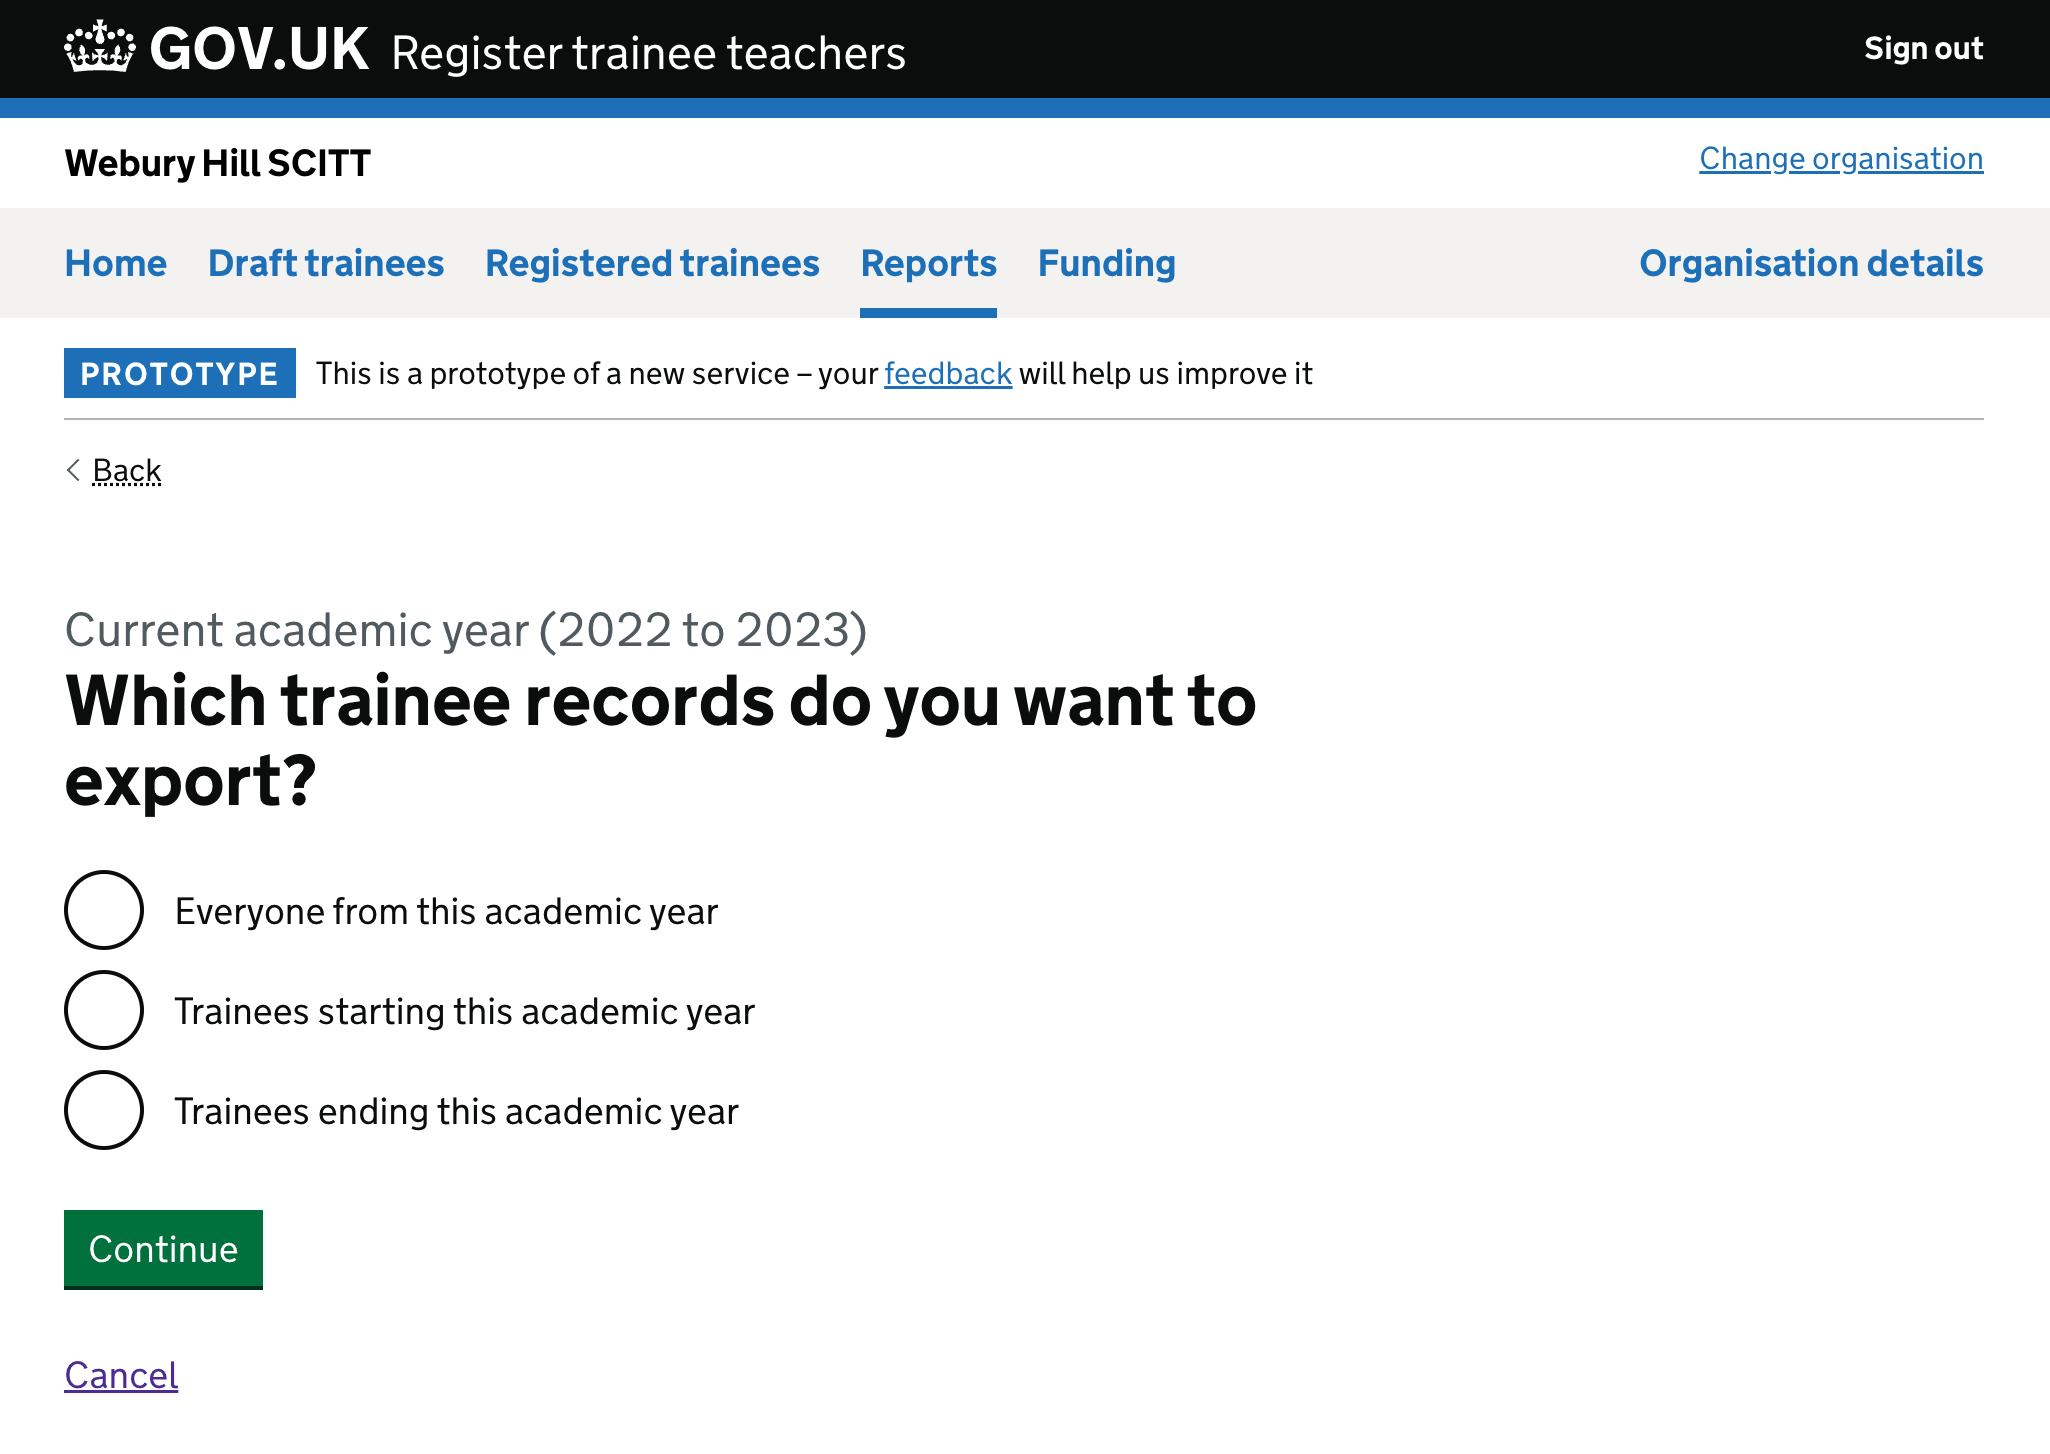 GOV.UK Register trainee teachers Sign out
Webury Hill SCITT Change organisation
Home Draft trainees Registered trainees Reports Funding Organisation details
PROTOTYPE This is a prototype of a new service – your feedback will help us improve it
Back
Current academic year (2022 to 2023)
Which trainee records do you want to
export?
Everyone from this academic year
Trainees starting this academic year
Trainees ending this academic year
Continue
Cancel